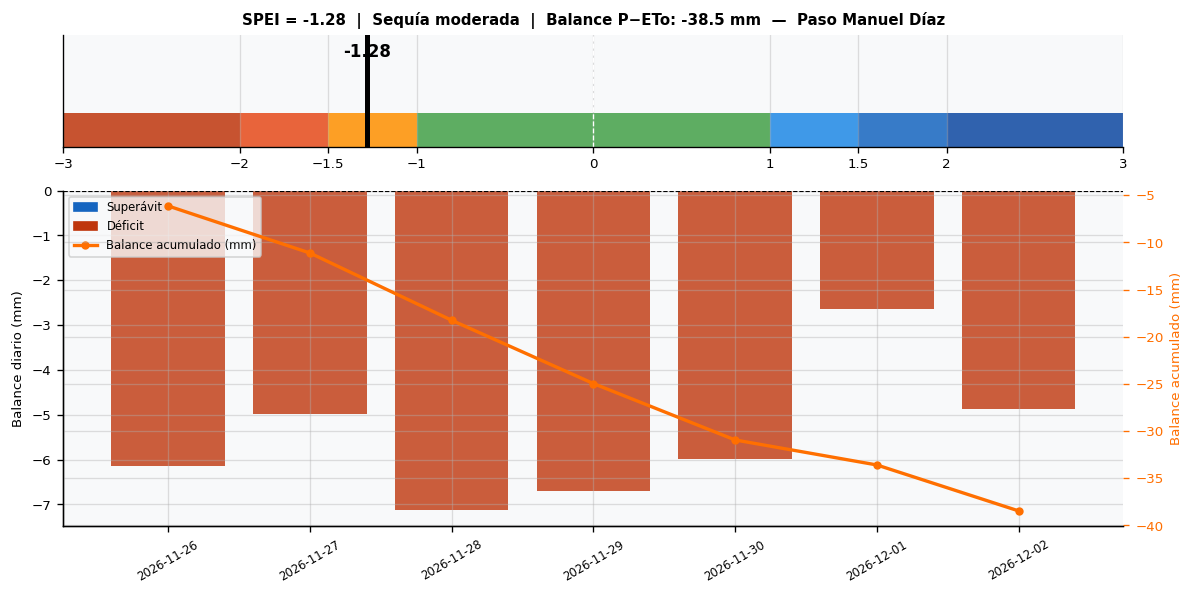 SPEI = -1.28 | Sequía moderada | Balance P−ETo: -38.5 mm — Paso Manuel Díaz
-1.28
−3 −2 −1.5 −1 0 1 1.5 2 3
Balance diario (mm)
0
−1
−2
−3
−4
−5
−6
−7
Superávit
Déficit
Balance acumulado (mm)
−5
−10
−15
−20
−25
−30
−35
−40
Balance acumulado (mm)
2026-11-26 2026-11-27 2026-11-28 2026-11-29 2026-11-30 2026-12-01 2026-12-02